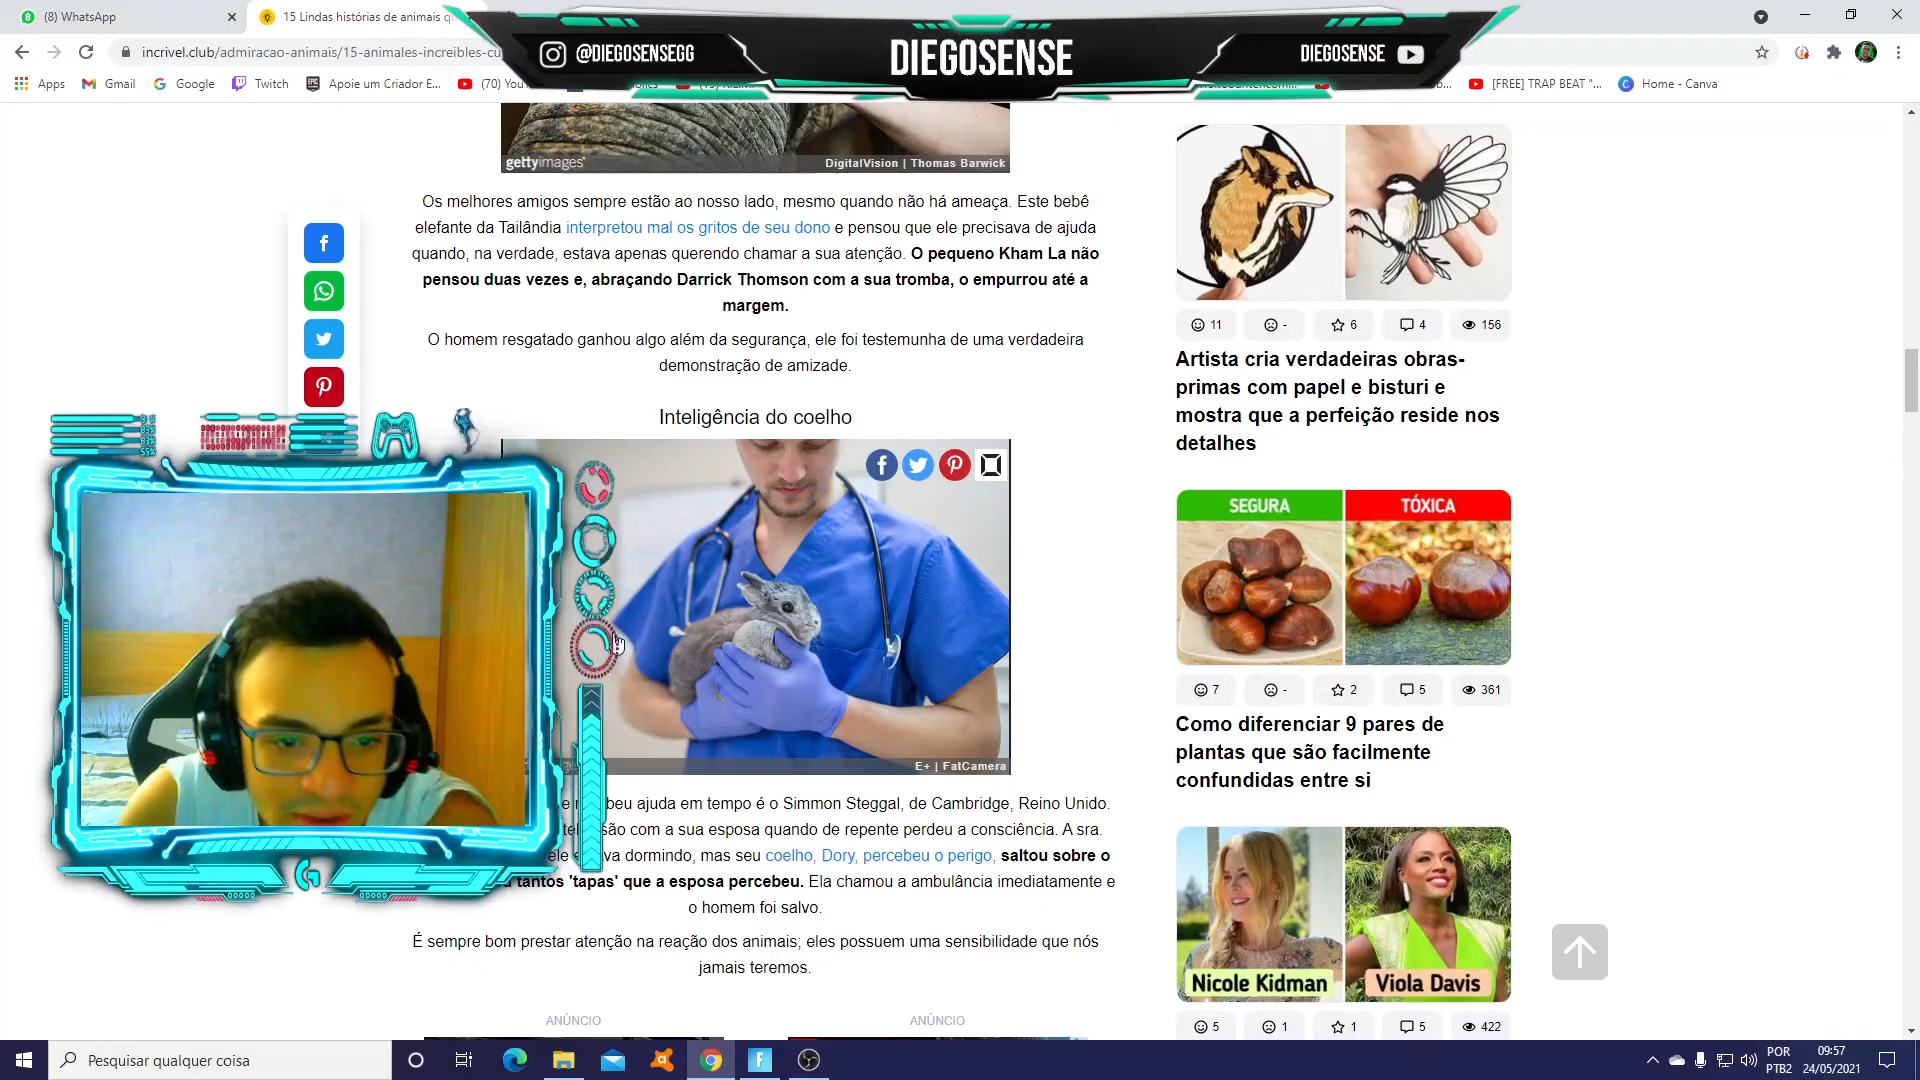 (8) WhatsApp
15 Lindas histórias de animais qu
incrivel.club/admiracao-animais/15-animales-increibles-cu
@DIEGOSENSEGG
DIEGOSENSE
DIEGOSENSE
Apps
Gmail
Google
Twitch
Apoie um Criador E...
(70) You
[FREE] TRAP BEAT "...
Home - Canva
gettyimages
DigitalVision | Thomas Barwick
Os melhores amigos sempre estão ao nosso lado, mesmo quando não há ameaça. Este bebê
elefante da Tailândia interpretou mal os gritos de seu dono e pensou que ele precisava de ajuda
quando, na verdade, estava apenas querendo chamar a sua atenção. O pequeno Kham La não
pensou duas vezes e, abraçando Darrick Thomson com a sua tromba, o empurrou até a
margem.
O homem resgatado ganhou algo além da segurança, ele foi testemunha de uma verdadeira
demonstração de amizade.
Inteligência do coelho
E+ | FatCamera
beu ajuda em tempo é o Simmon Steggal, de Cambridge, Reino Unido.
são com a sua esposa quando de repente perdeu a consciência. A sra.
ele va dormindo, mas seu coelho, Dory, percebeu o perigo, saltou sobre o
tantos 'tapas' que a esposa percebeu. Ela chamou a ambulância imediatamente e
o homem foi salvo.
É sempre bom prestar atenção na reação dos animais; eles possuem uma sensibilidade que nós
jamais teremos.
ANÚNCIO
ANÚNCIO
11 - 6 4 156
Artista cria verdadeiras obras-
primas com papel e bisturi e
mostra que a perfeição reside nos
detalhes
SEGURA
TÓXICA
7 - 2 5 361
Como diferenciar 9 pares de
plantas que são facilmente
confundidas entre si
Nicole Kidman
Viola Davis
5 1 1 5 422
Pesquisar qualquer coisa
POR
PTB2
09:57
24/05/2021